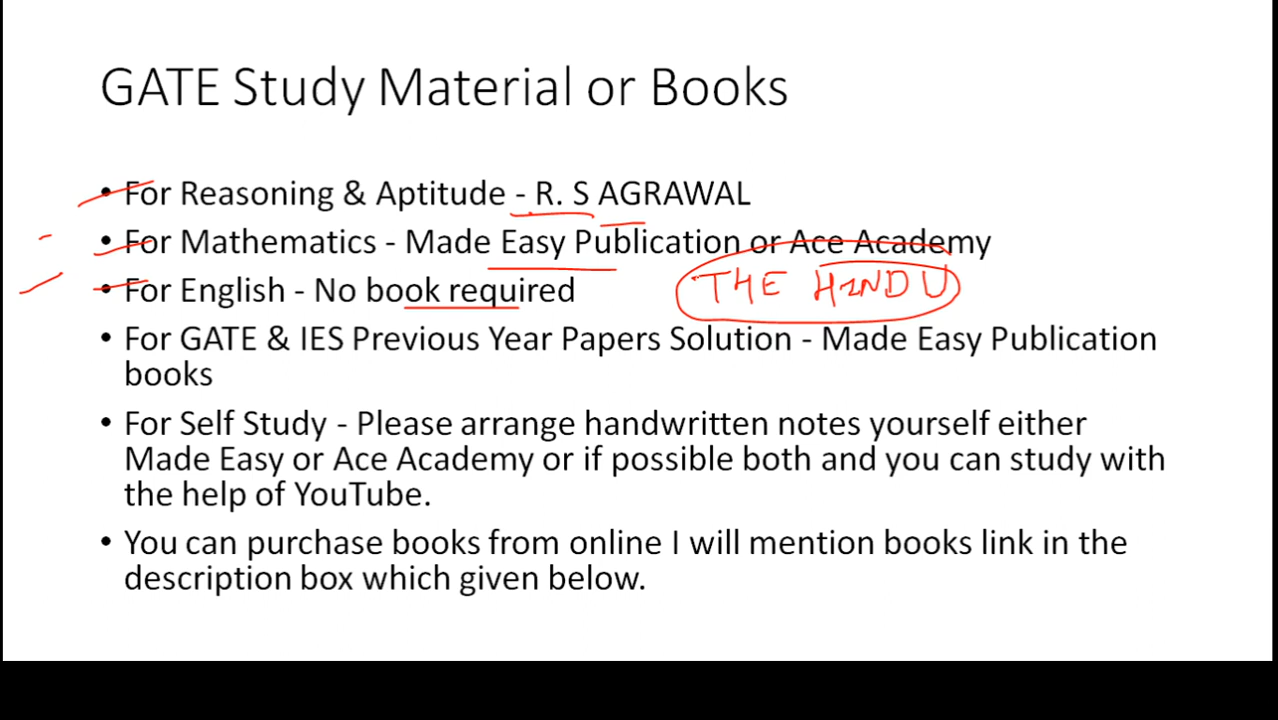 GATE Study Material or Books
• For Reasoning & Aptitude - R. S AGRAWAL
• For Mathematics - Made Easy Publication or Ace Academy
• For English - No book required THE HINDU
• For GATE & IES Previous Year Papers Solution - Made Easy Publication
books
• For Self Study - Please arrange handwritten notes yourself either
Made Easy or Ace Academy or if possible both and you can study with
the help of YouTube.
• You can purchase books from online I will mention books link in the
description box which given below.